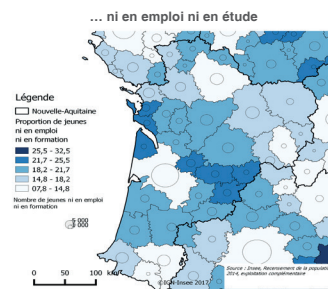 ... ni en emploi ni en étude
Légende
Nouvelle-Aquitaine
Proportion de jeunes
ni en emploi
ni en formation
25,5 - 32,5
21,7 - 25,5
18,2 - 21,7
14,8 - 18,2
07,8 - 14,8
Nombre de jeunes ni en emploi
ni en formation
5 000
0 50 100 km
©IGN-Insee 2017
Source : Insee, Recensement de la populatio
2014, exploitation complémentaire